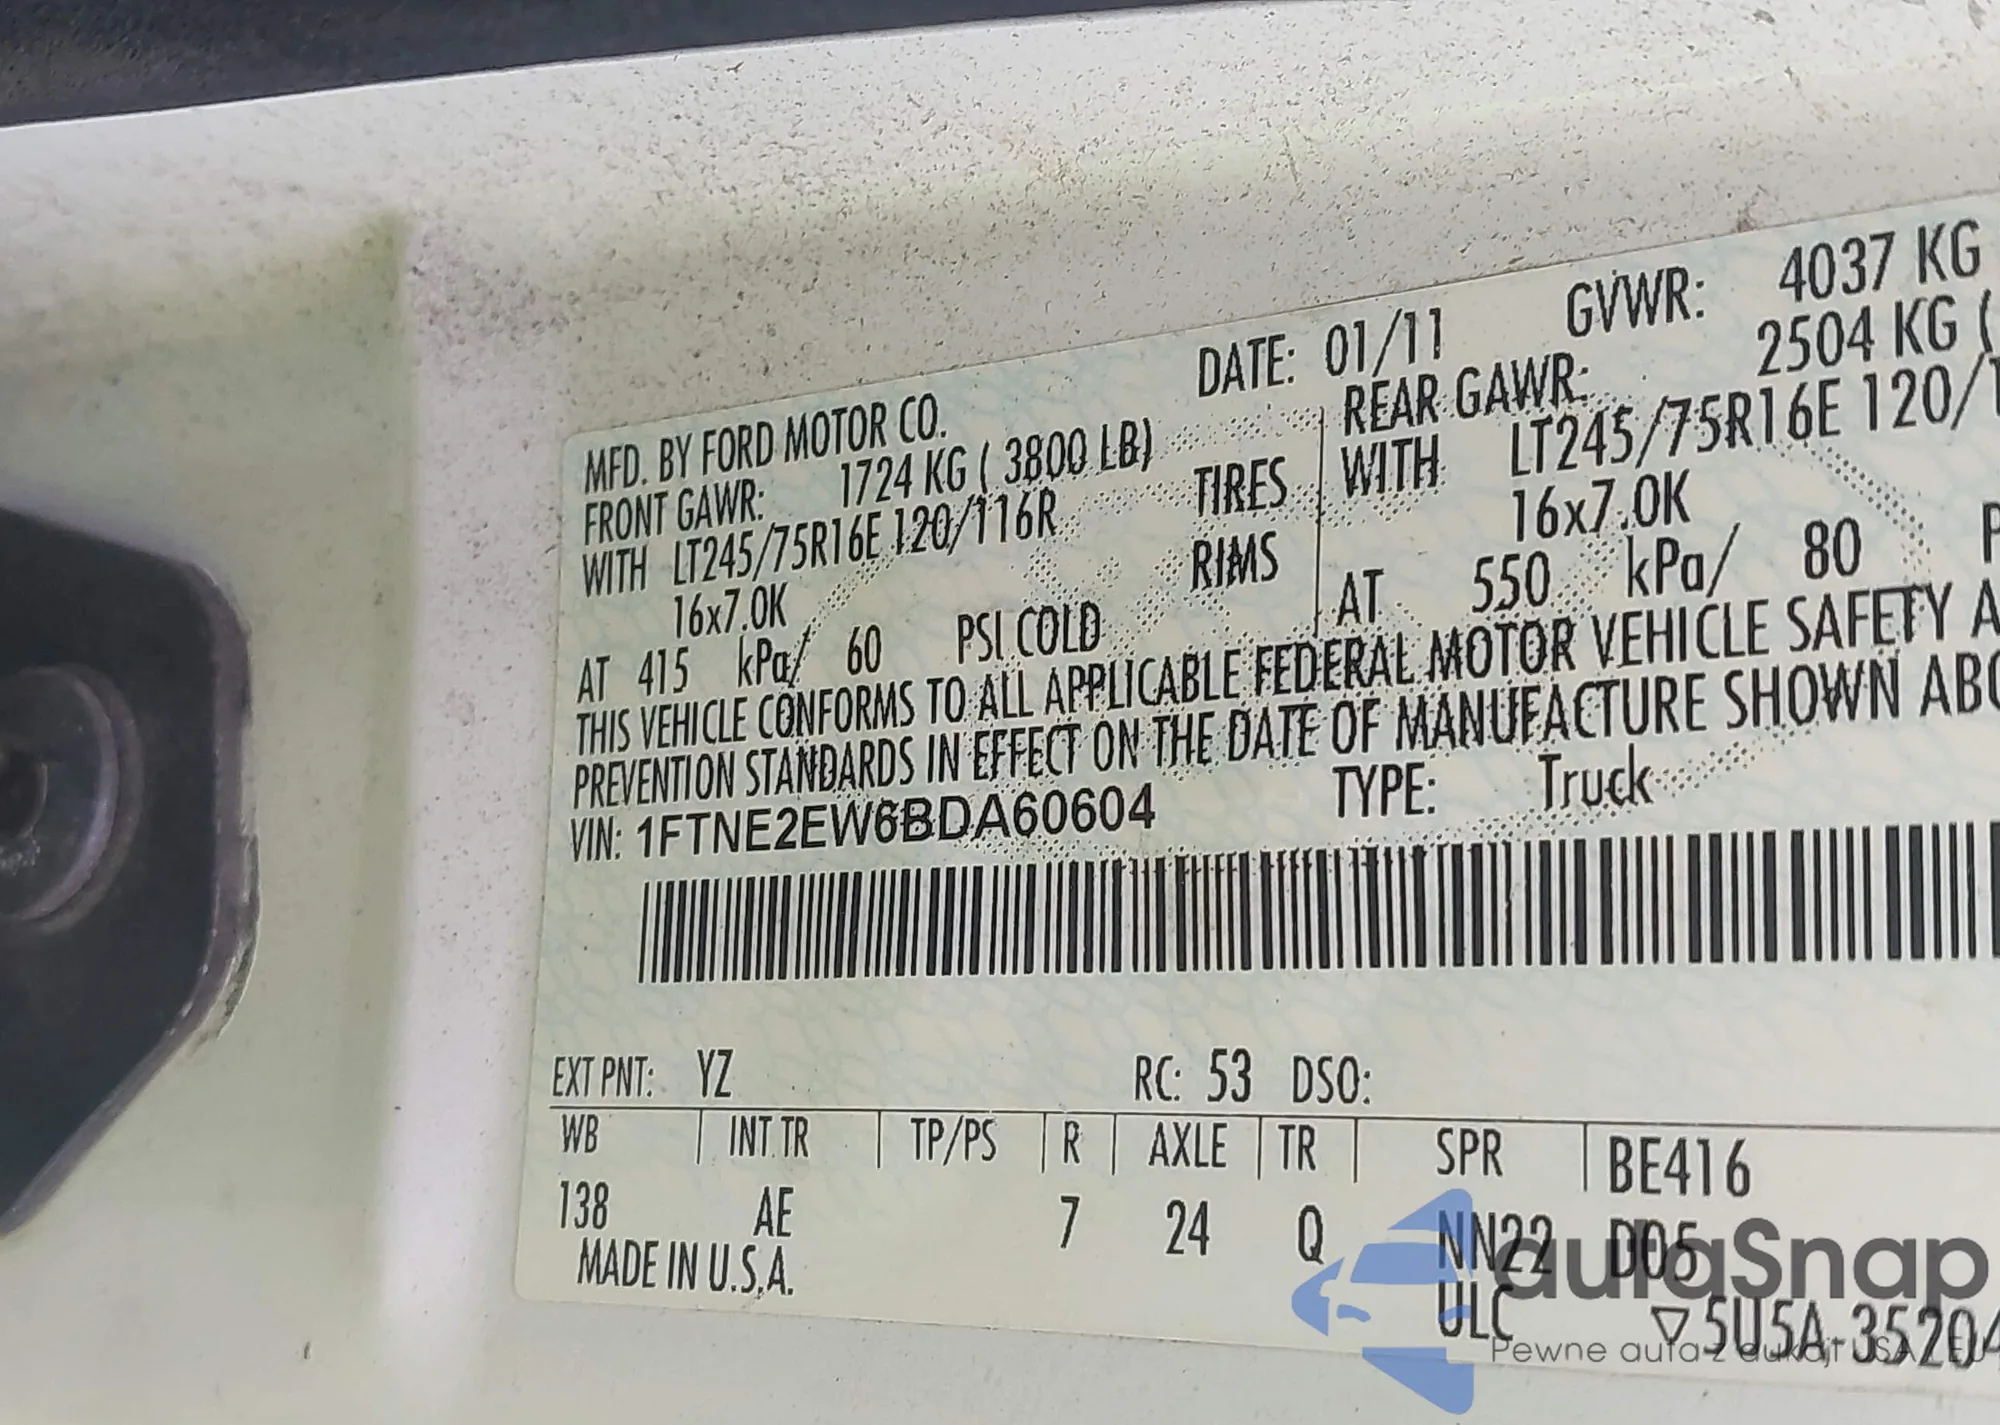 DATE: 01/11 GVWR: 4037 KG
MFD. BY FORD MOTOR CO.
FRONT GAWR: 1724 KG ( 3800 LB) REAR GAWR: 2504 KG (
WITH LT245/75R16E 120/116R TIRES WITH LT245/75R16E 120/1
16x7.0K RIMS 16x7.0K
AT 415 kPa/ 60 PSI COLD AT 550 kPa/ 80 P
THIS VEHICLE CONFORMS TO ALL APPLICABLE FEDERAL MOTOR VEHICLE SAFETY A
PREVENTION STANDARDS IN EFFECT ON THE DATE OF MANUFACTURE SHOWN ABO
VIN: 1FTNE2EW6BDA60604 TYPE: Truck
EXT PNT: YZ RC: 53 DSO:
WB INT TR TP/PS R AXLE TR SPR BE416
138 AE 7 24 Q NN22 D05
MADE IN U.S.A. ULC ▽5U5A-35204
auraSnap
Pewne auta z aukcji USA i EU